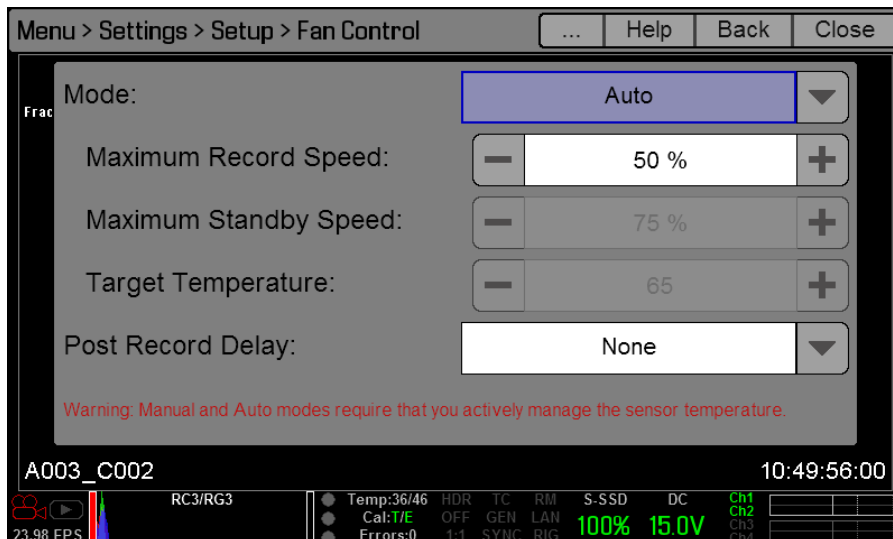 Menu > Settings > Setup > Fan Control ... Help Back Close
Frac
Mode: Auto
Maximum Record Speed: 50 %
Maximum Standby Speed: 75 %
Target Temperature: 65
Post Record Delay: None
Warning: Manual and Auto modes require that you actively manage the sensor temperature.
A003_C002 10:49:56:00
RC3/RG3 Temp:36/46 HDR TC RM S-SSD DC Ch1
Cal:T/E OFF GEN LAN 100% 15.0V Ch2
23.98 FPS Errors:0 1:1 SYNC RIG Ch3
Ch4